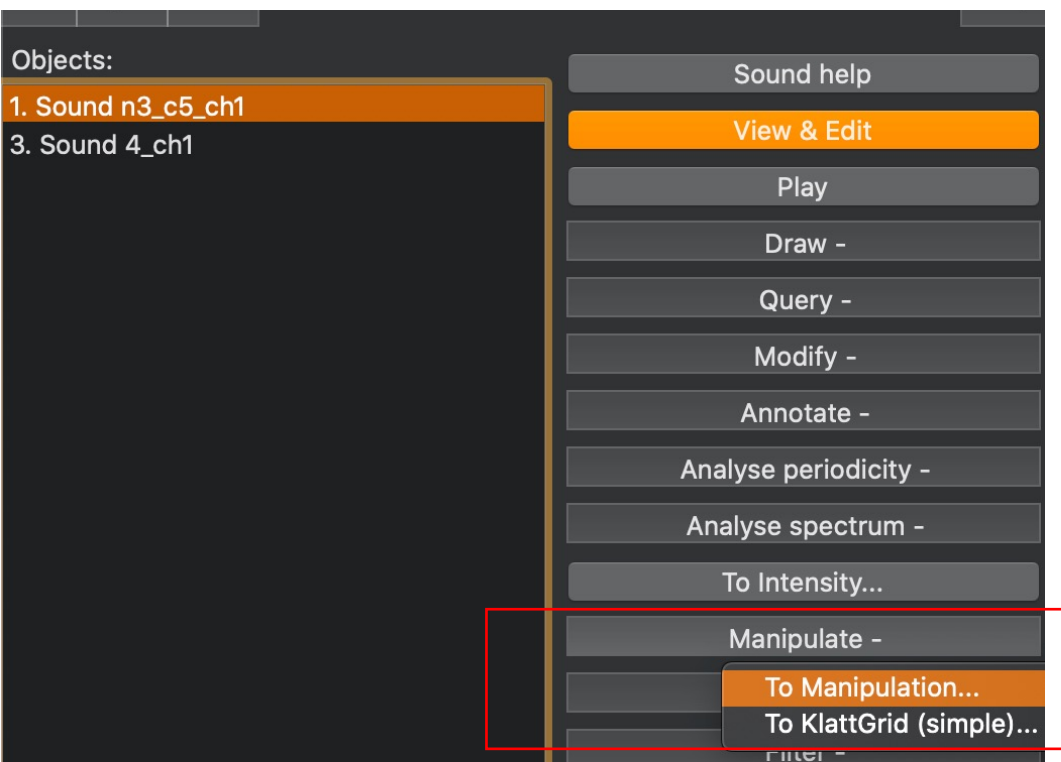 Objects:
1. Sound n3_c5_ch1
3. Sound 4_ch1
Sound help
View & Edit
Play
Draw -
Query -
Modify -
Annotate -
Analyse periodicity -
Analyse spectrum -
To Intensity...
Manipulate -
To Manipulation...
To KlattGrid (simple)...
Filter -